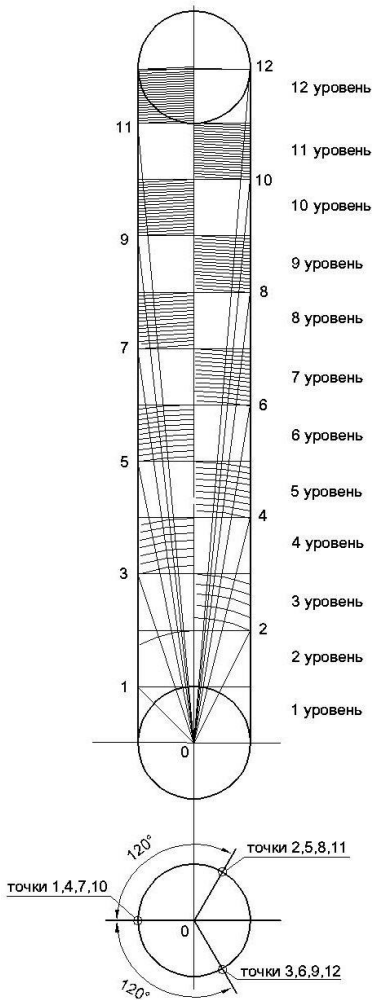 12
12 уровень
11
11 уровень
10
10 уровень
9
9 уровень
8
8 уровень
7
7 уровень
6
6 уровень
5
5 уровень
4
4 уровень
3
3 уровень
2
2 уровень
1
1 уровень
0
120°
точки 2,5,8,11
точки 1,4,7,10
0
точки 3,6,9,12
120°